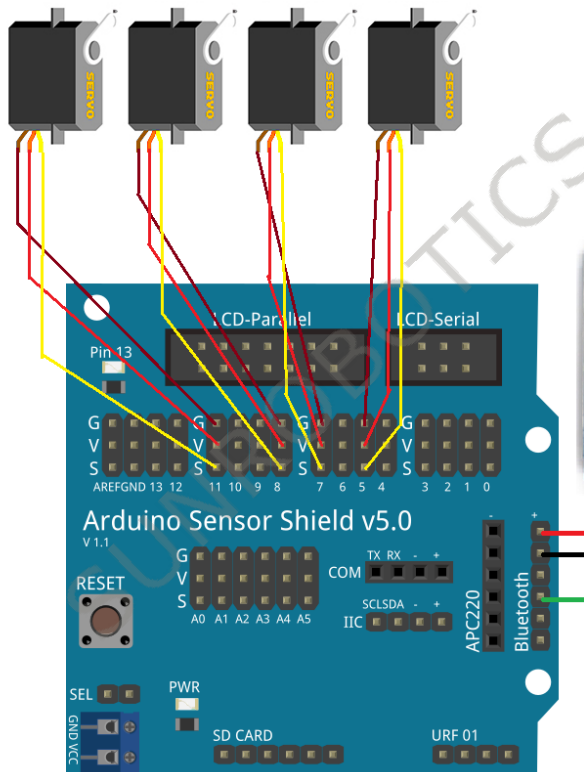 SERVO SERVO SERVO SERVO
SUNROBOTICS
LCD-Parallel LCD-Serial
Pin 13
G G G G
V V V V
S S S S
AREF GND 13 12 11 10 9 8 7 6 5 4 3 2 1 0
Arduino Sensor Shield v5.0
V 1.1
- +
G
V
S
A0 A1 A2 A3 A4 A5
TX RX - +
COM
SCL SDA - +
IIC
APC220
Bluetooth
RESET
SEL
PWR
GND VCC
SD CARD
URF 01